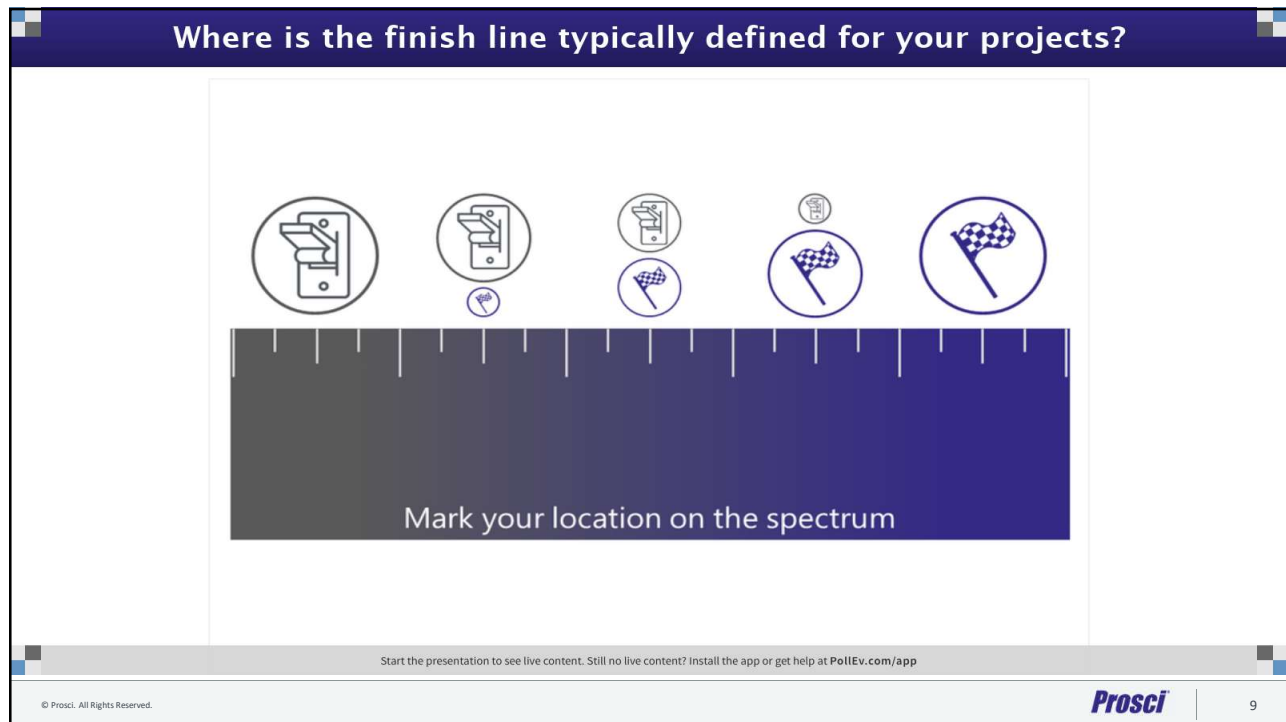 Where is the finish line typically defined for your projects?
Mark your location on the spectrum
Start the presentation to see live content. Still no live content? Install the app or get help at PollEv.com/app
© Prosci. All Rights Reserved.
Prosci®
9